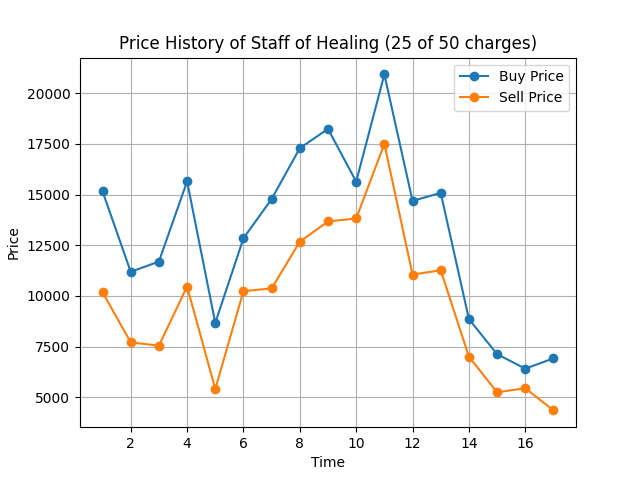 Price History of Staff of Healing (25 of 50 charges)
Buy Price
Sell Price
20000
17500
15000
12500
10000
7500
5000
Price
2 4 6 8 10 12 14 16
Time